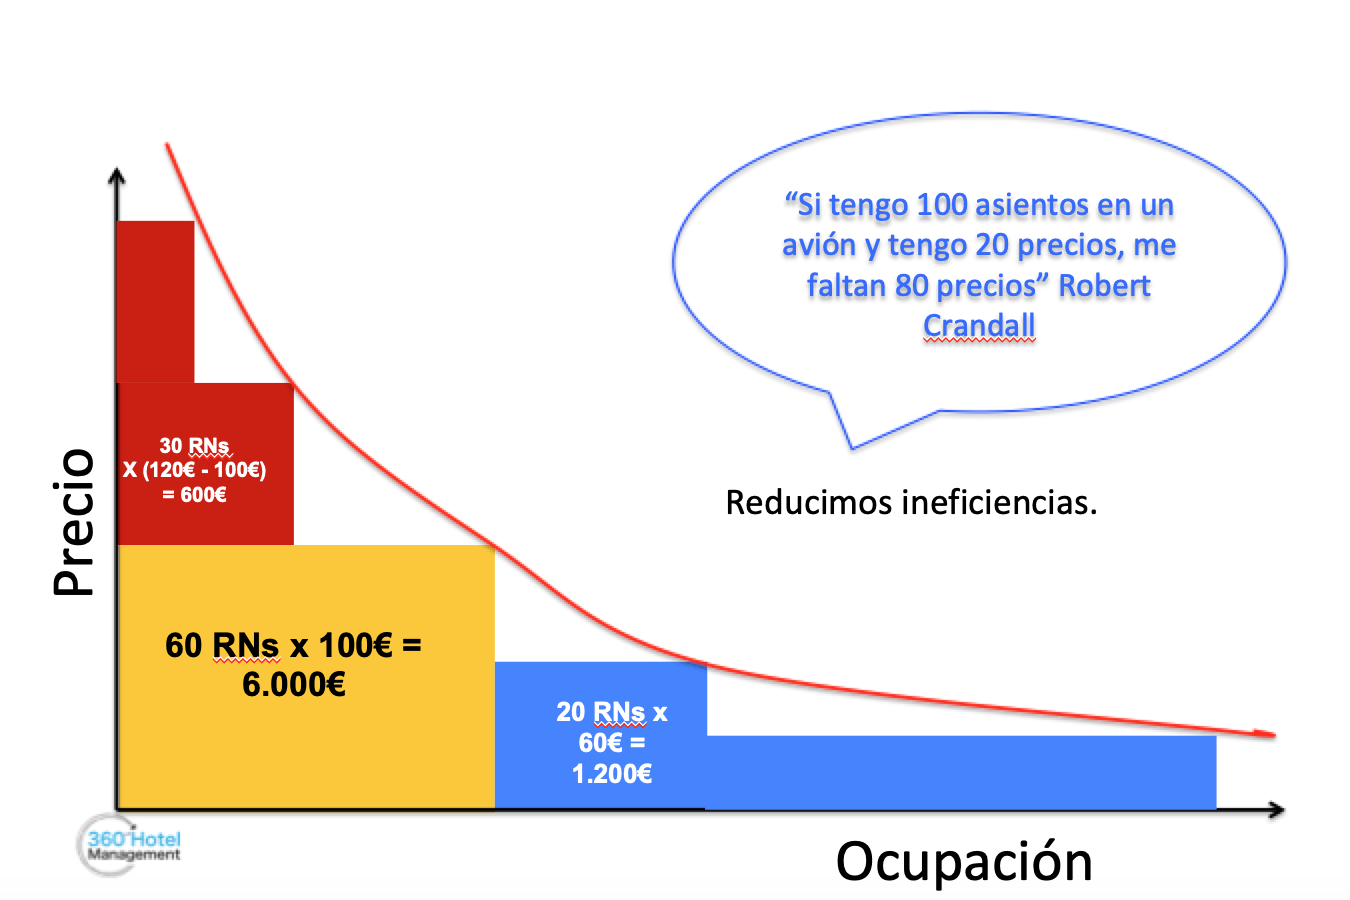 “Si tengo 100 asientos en un
avión y tengo 20 precios, me
faltan 80 precios” Robert
Crandall
Reducimos ineficiencias.
Precio
30 RNs
X (120€ - 100€)
= 600€
60 RNs x 100€ =
6.000€
20 RNs x
60€ =
1.200€
360º Hotel
Management
Ocupación